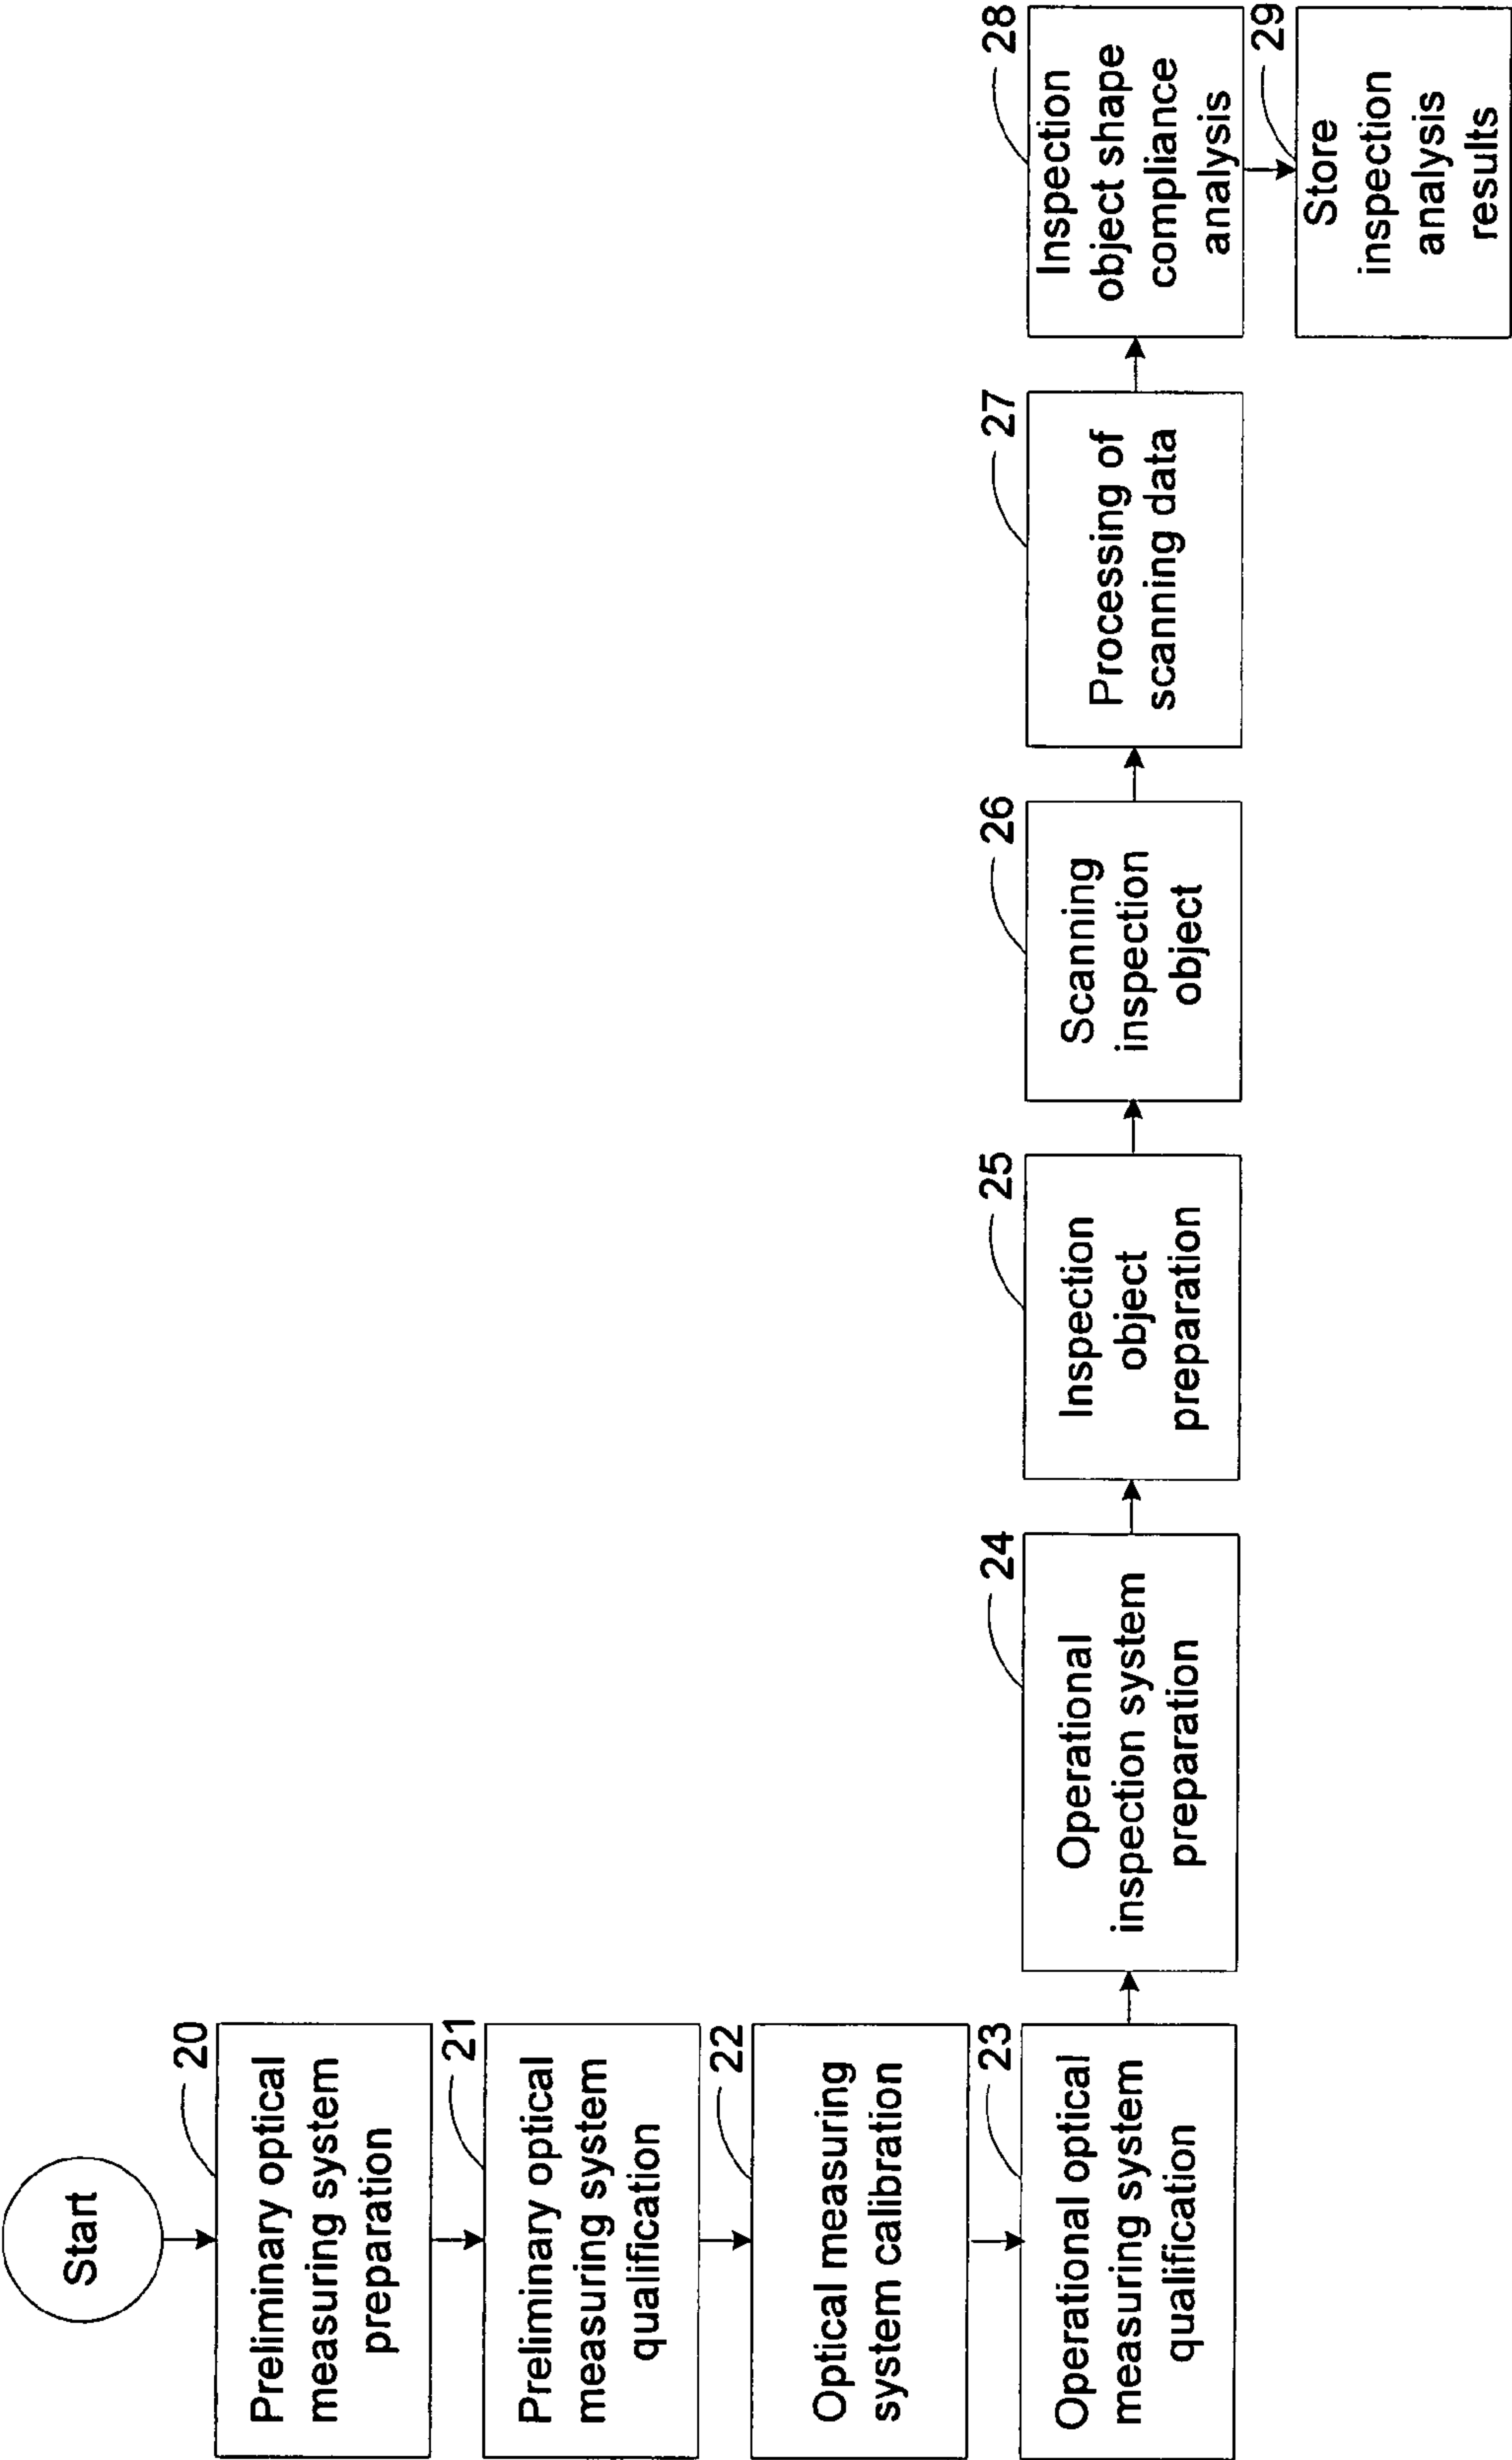 Start
20
Preliminary optical
measuring system
preparation
21
Preliminary optical
measuring system
qualification
22
Optical measuring
system calibration
23
Operational optical
measuring system
qualification
24
Operational
inspection system
preparation
25
Inspection
object
preparation
26
Scanning
inspection
object
27
Processing of
scanning data
28
Inspection
object shape
compliance
analysis
29
Store
inspection
analysis
results